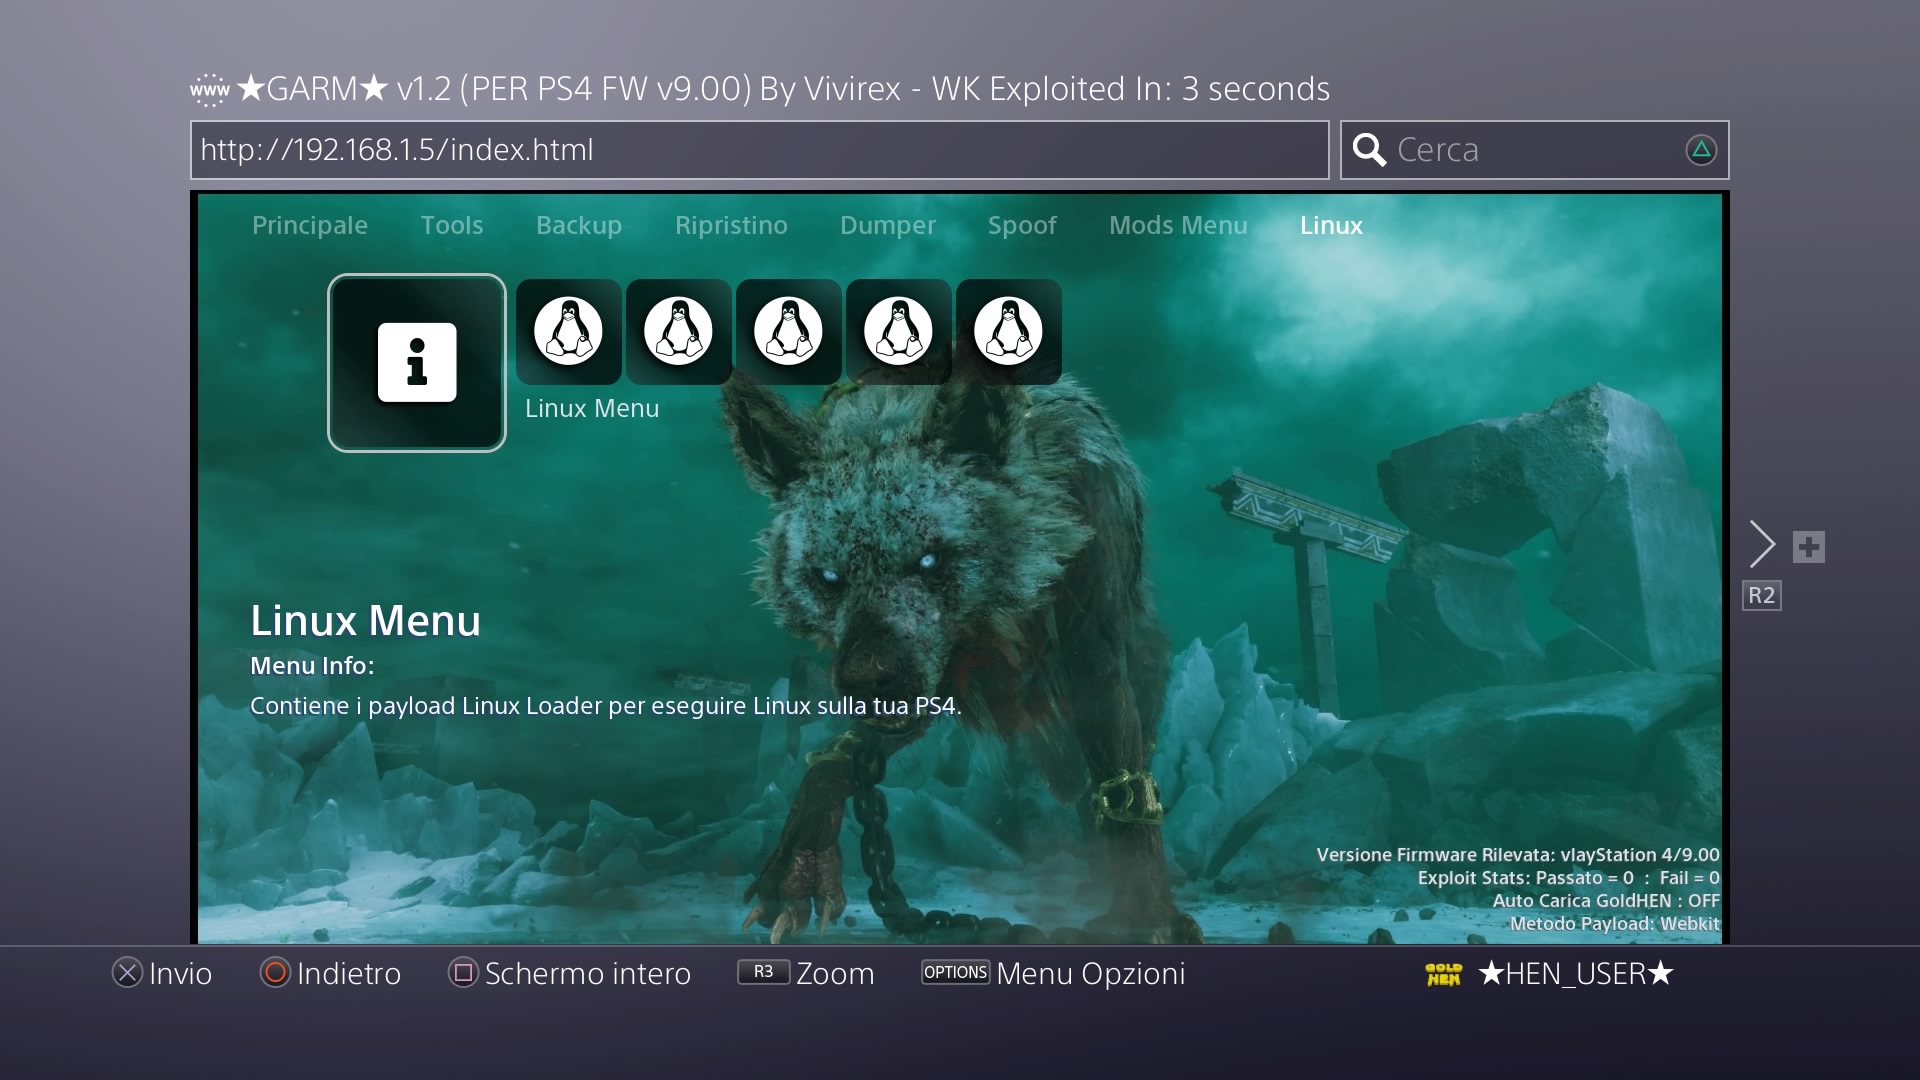 www ★GARM★ v1.2 (PER PS4 FW v9.00) By Vivirex - WK Exploited In: 3 seconds
http://192.168.1.5/index.html
Cerca
Principale Tools Backup Ripristino Dumper Spoof Mods Menu Linux
Linux Menu
R2
Linux Menu
Menu Info:
Contiene i payload Linux Loader per eseguire Linux sulla tua PS4.
Versione Firmware Rilevata: vlayStation 4/9.00
Exploit Stats: Passato = 0 : Fail = 0
Auto Carica GoldHEN : OFF
Metodo Payload: Webkit
Invio Indietro Schermo intero R3 Zoom OPTIONS Menu Opzioni GOLD HEN ★HEN_USER★